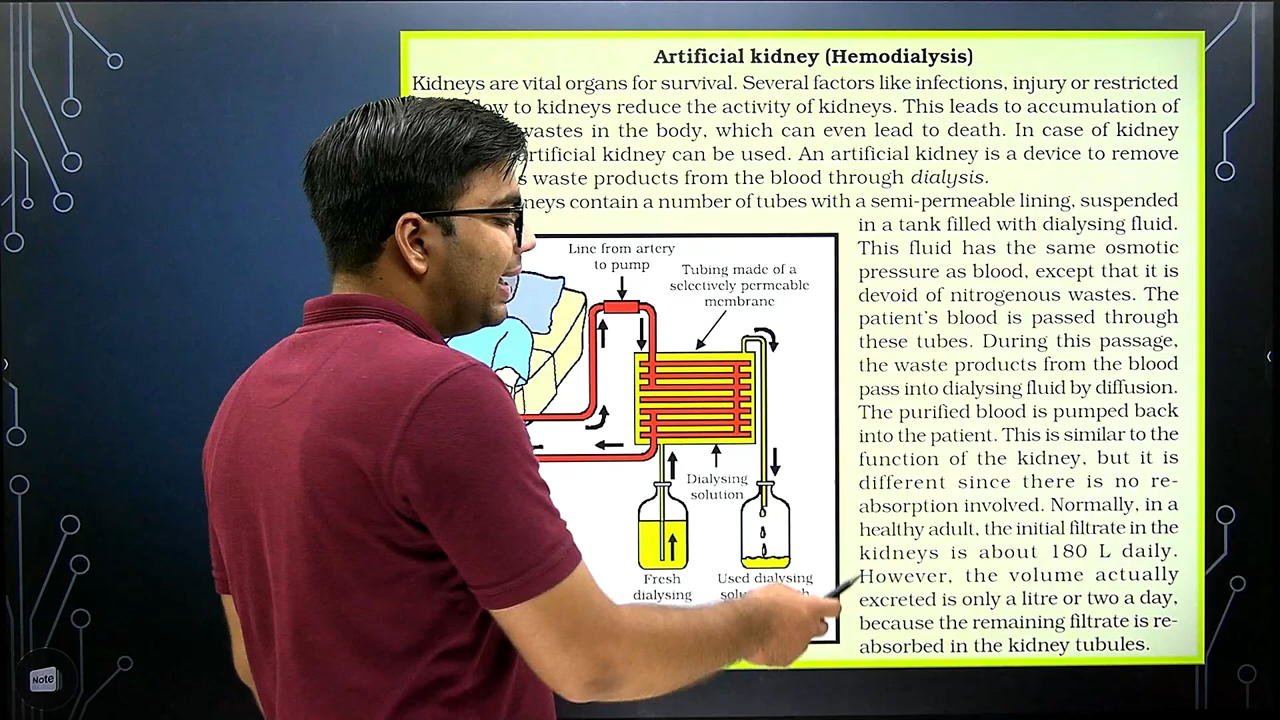 Artificial kidney (Hemodialysis)
Kidneys are vital organs for survival. Several factors like infections, injury or restricted
to kidneys reduce the activity of kidneys. This leads to accumulation of
wastes in the body, which can even lead to death. In case of kidney
artificial kidney can be used. An artificial kidney is a device to remove
waste products from the blood through dialysis.
contain a number of tubes with a semi-permeable lining, suspended
in a tank filled with dialysing fluid.
This fluid has the same osmotic
pressure as blood, except that it is
devoid of nitrogenous wastes. The
patient's blood is passed through
these tubes. During this passage,
the waste products from the blood
pass into dialysing fluid by diffusion.
The purified blood is pumped back
into the patient. This is similar to the
function of the kidney, but it is
different since there is no re-
absorption involved. Normally, in a
healthy adult, the initial filtrate in the
kidneys is about 180 L daily.
However, the volume actually
excreted is only a litre or two a day,
because the remaining filtrate is re-
absorbed in the kidney tubules.
Line from artery
to pump
Tubing made of a
selectively permeable
membrane
Dialysing
solution
Fresh
dialysing
Used dialysing
Note